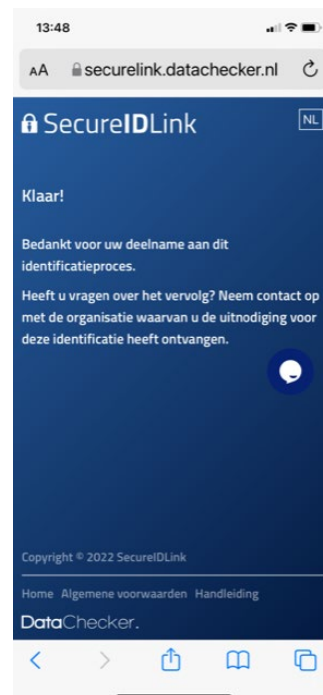 13:48
AA securelink.datachecker.nl
SecureIDLink
NL
Klaar!
Bedankt voor uw deelname aan dit
identificatieproces.
Heeft u vragen over het vervolg? Neem contact op
met de organisatie waarvan u de uitnodiging voor
deze identificatie heeft ontvangen.
Copyright © 2022 SecureIDLink
Home Algemene voorwaarden Handleiding
DataChecker.